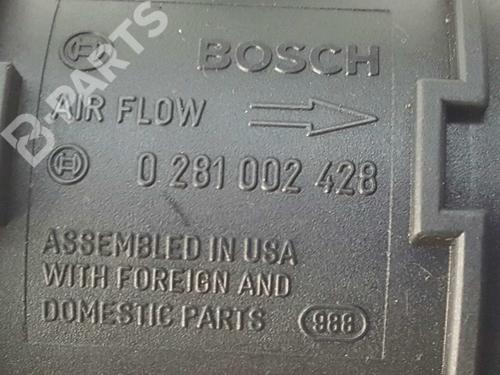 BOSCH
AIR FLOW
0 281 002 428
ASSEMBLED IN USA
WITH FOREIGN AND
DOMESTIC PARTS 988
B-PARTS